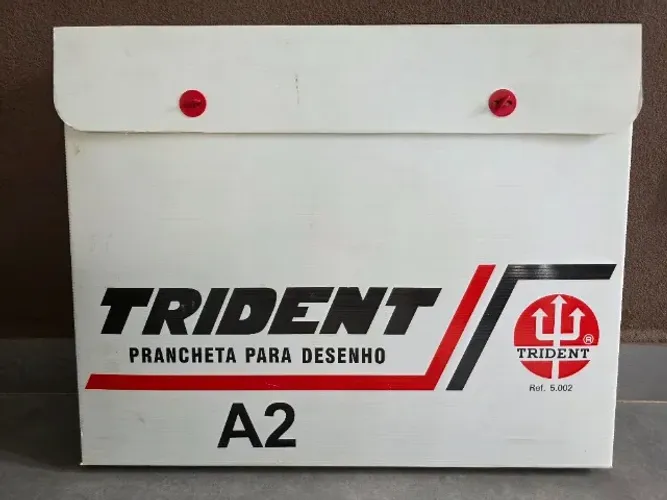 TRIDENT
PRANCHETA PARA DESENHO
A2
TRIDENT
®
Ref. 5.002